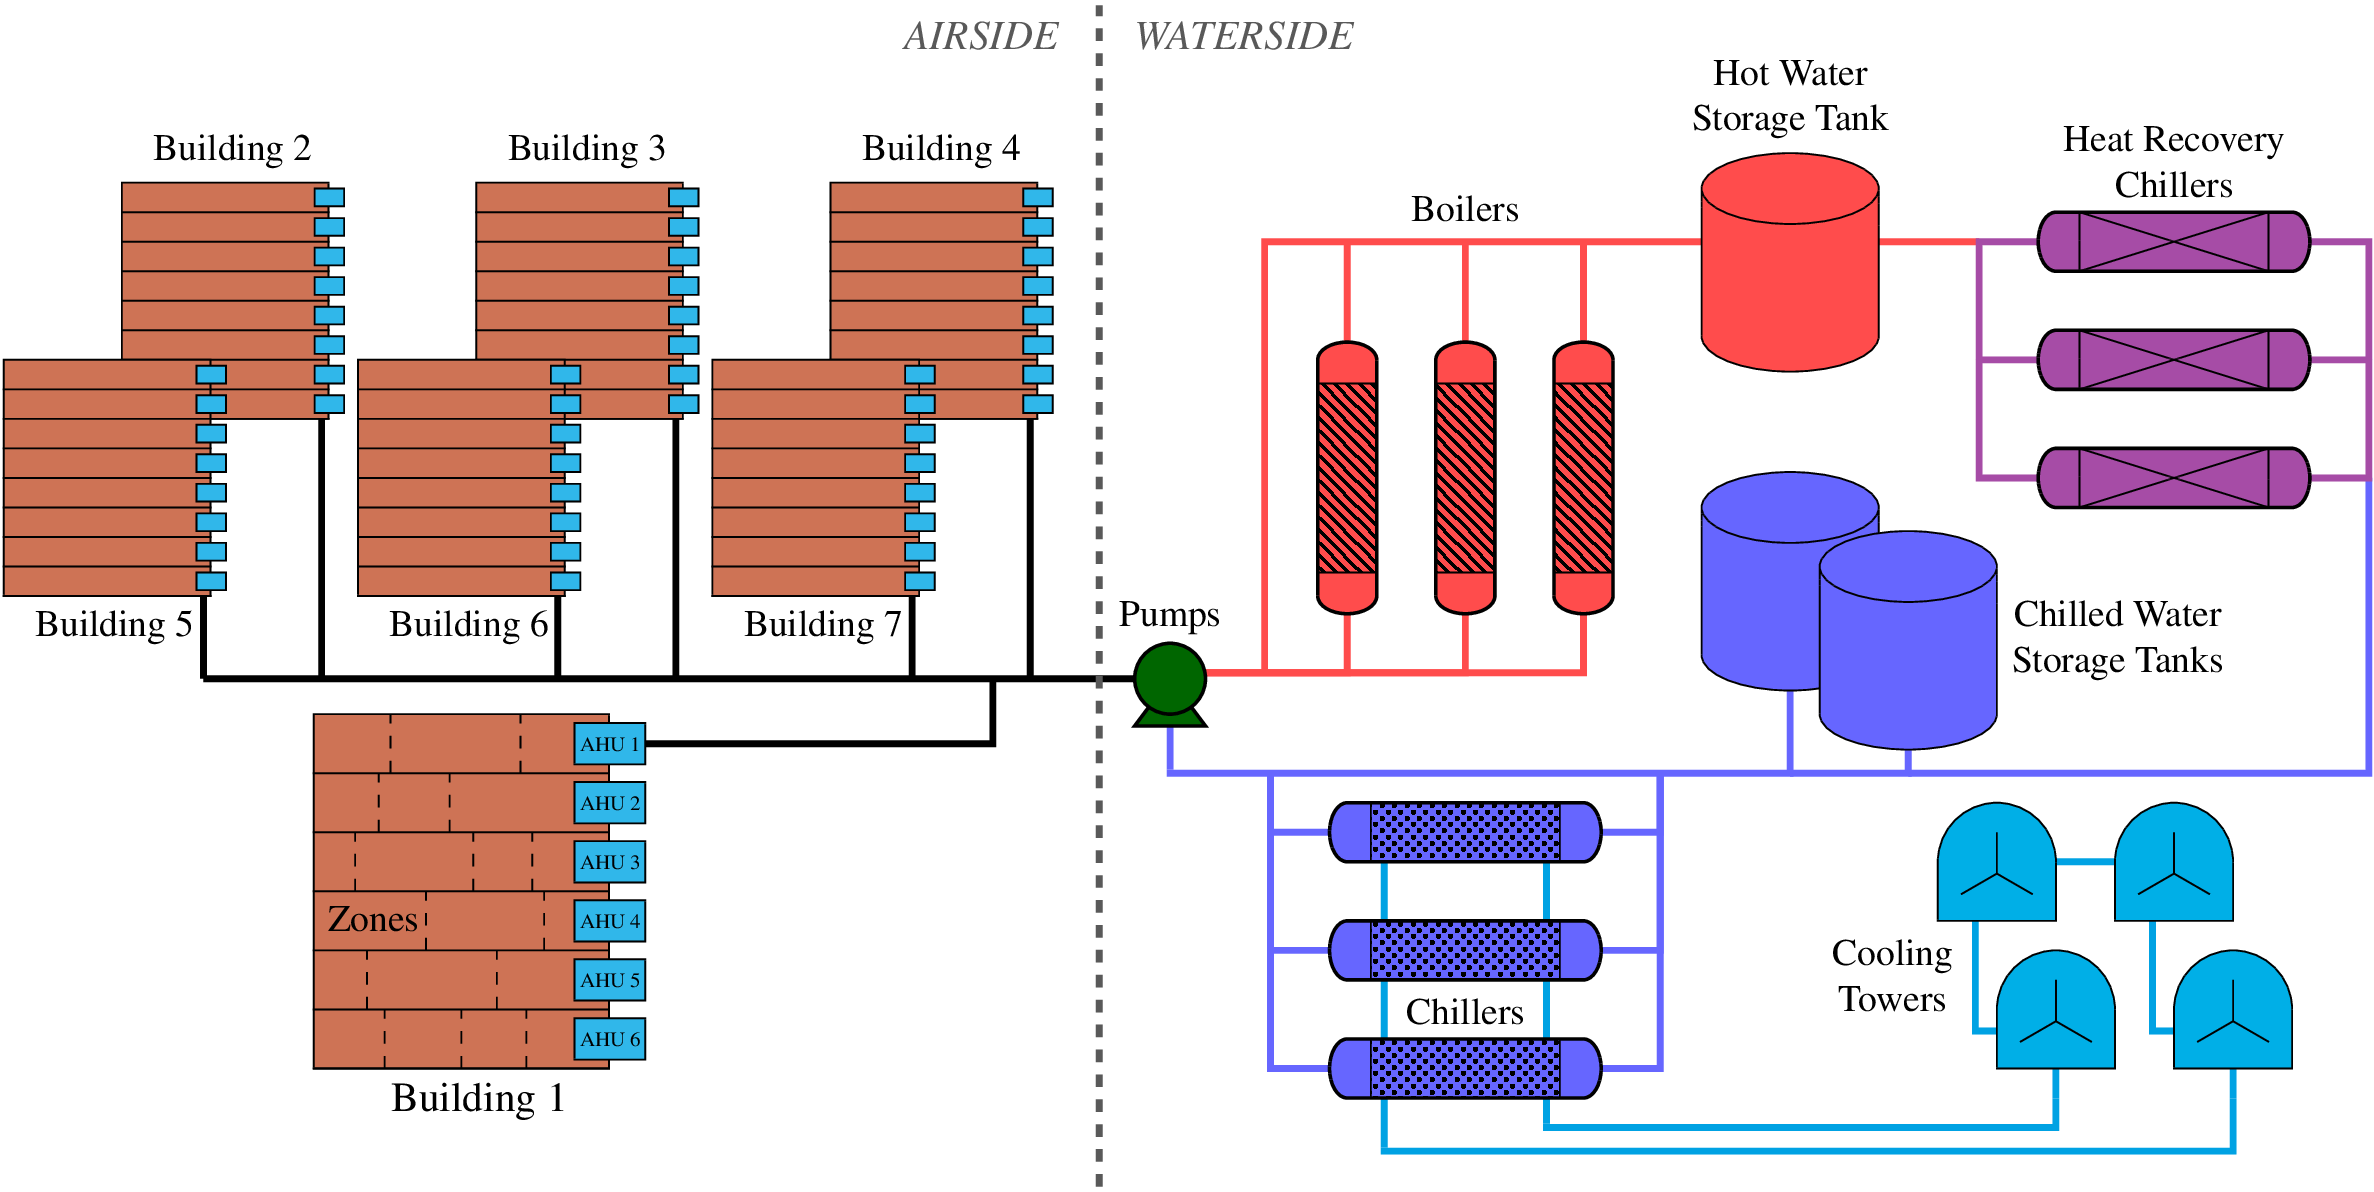 AIRSIDE
WATERSIDE
Building 2
Building 3
Building 4
Building 5
Building 6
Building 7
AHU 1
AHU 2
AHU 3
Zones
AHU 4
AHU 5
AHU 6
Building 1
Pumps
Boilers
Hot Water
Storage Tank
Heat Recovery
Chillers
Chilled Water
Storage Tanks
Chillers
Cooling
Towers